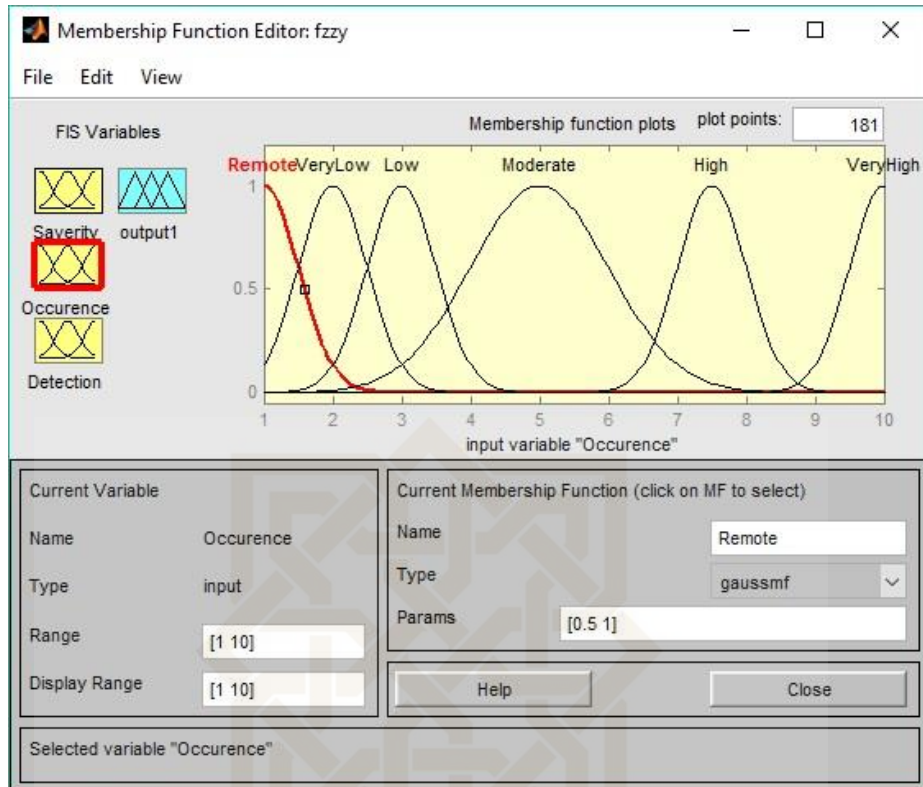 Membership Function Editor: fzzy
File Edit View
FIS Variables
Membership function plots plot points: 181
Saverity output1
Occurence
Detection
Remote VeryLow Low Moderate High VeryHigh
1
0.5
0
1 2 3 4 5 6 7 8 9 10
input variable "Occurence"
Current Variable
Name Occurence
Type input
Range [1 10]
Display Range [1 10]
Current Membership Function (click on MF to select)
Name Remote
Type gaussmf
Params [0.5 1]
Help Close
Selected variable "Occurence"